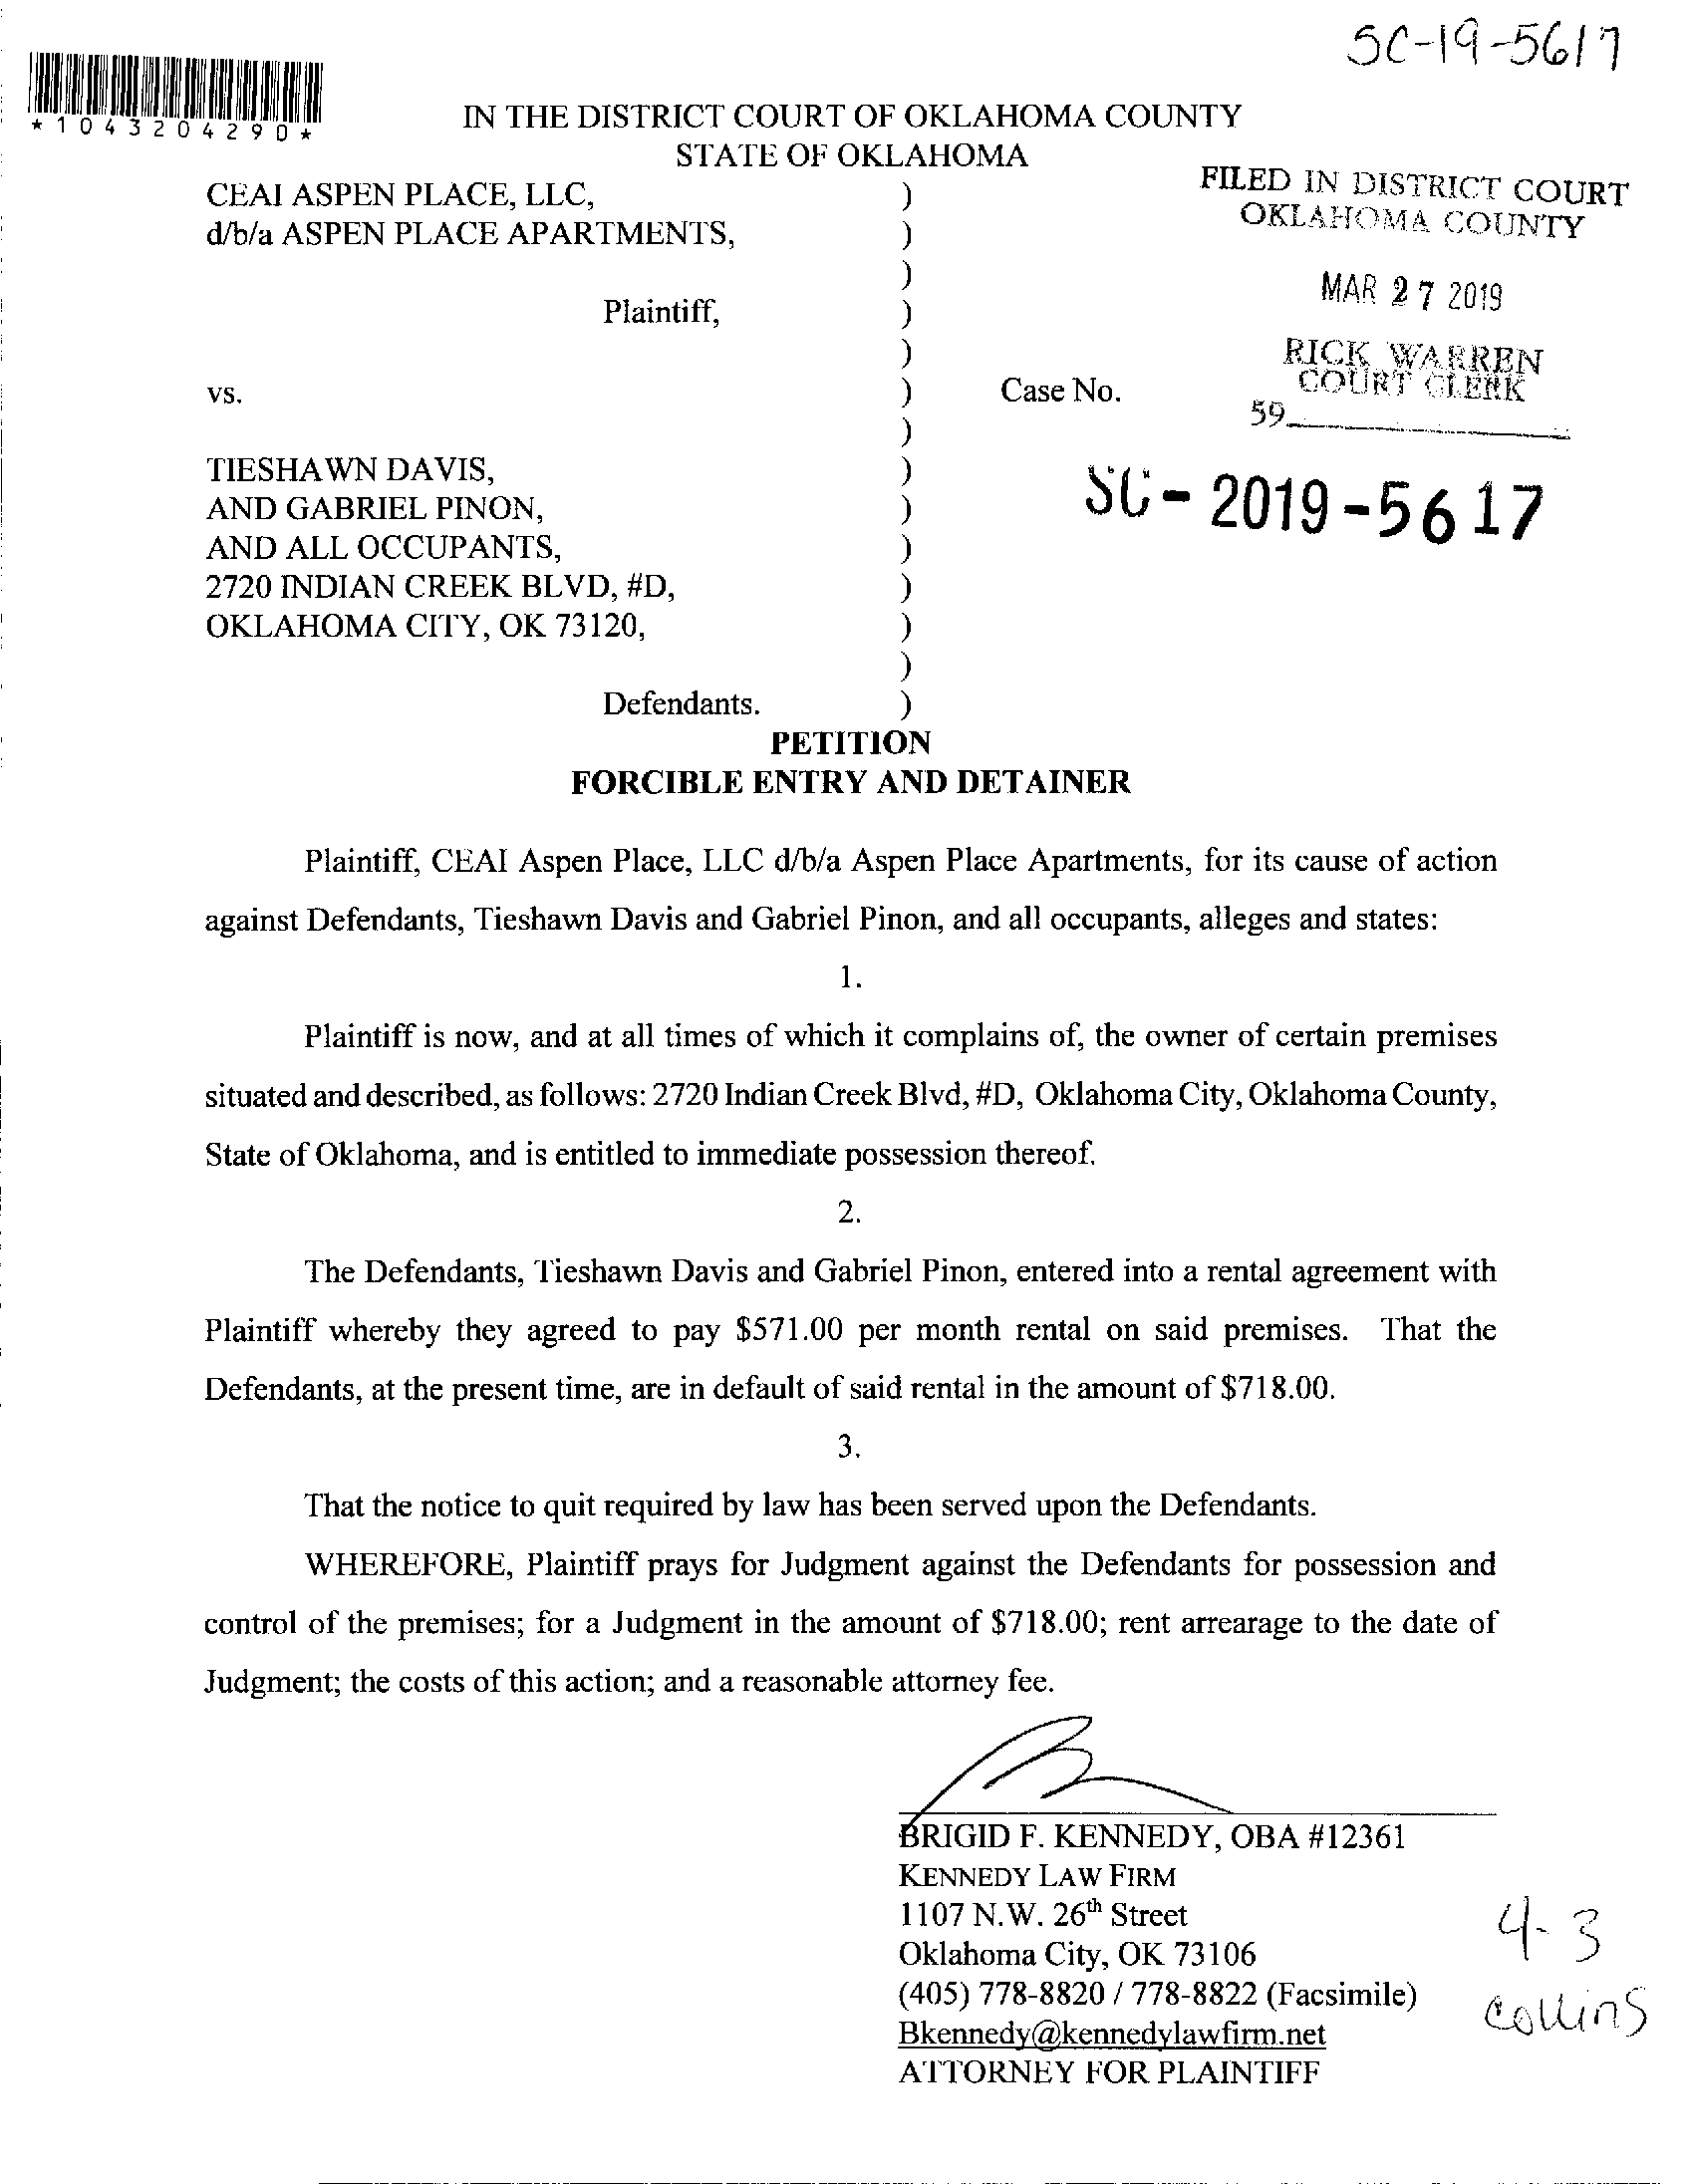 SC-19-5617
*1043204290*
IN THE DISTRICT COURT OF OKLAHOMA COUNTY
STATE OF OKLAHOMA
FILED IN DISTRICT COURT
OKLAHOMA COUNTY
MAR 27 2019
RICK WARREN
COURT CLERK
59
CEAI ASPEN PLACE, LLC, )
d/b/a ASPEN PLACE APARTMENTS, )
)
Plaintiff, )
)
vs. ) Case No.
)
SC-2019-5617
TIESHAWN DAVIS, )
AND GABRIEL PINON, )
AND ALL OCCUPANTS, )
2720 INDIAN CREEK BLVD, #D, )
OKLAHOMA CITY, OK 73120, )
)
Defendants. )
PETITION
FORCIBLE ENTRY AND DETAINER
Plaintiff, CEAI Aspen Place, LLC d/b/a Aspen Place Apartments, for its cause of action
against Defendants, Tieshawn Davis and Gabriel Pinon, and all occupants, alleges and states:
1.
Plaintiff is now, and at all times of which it complains of, the owner of certain premises
situated and described, as follows: 2720 Indian Creek Blvd, #D, Oklahoma City, Oklahoma County,
State of Oklahoma, and is entitled to immediate possession thereof.
2.
The Defendants, Tieshawn Davis and Gabriel Pinon, entered into a rental agreement with
Plaintiff whereby they agreed to pay $571.00 per month rental on said premises. That the
Defendants, at the present time, are in default of said rental in the amount of $718.00.
3.
That the notice to quit required by law has been served upon the Defendants.
WHEREFORE, Plaintiff prays for Judgment against the Defendants for possession and
control of the premises; for a Judgment in the amount of $718.00; rent arrearage to the date of
Judgment; the costs of this action; and a reasonable attorney fee.
BRIGID F. KENNEDY, OBA #12361
KENNEDY LAW FIRM
1107 N.W. 26th Street
Oklahoma City, OK 73106
(405) 778-8820 / 778-8822 (Facsimile)
Bkennedy@kennedylawfirm.net
ATTORNEY FOR PLAINTIFF
4-3
Collins